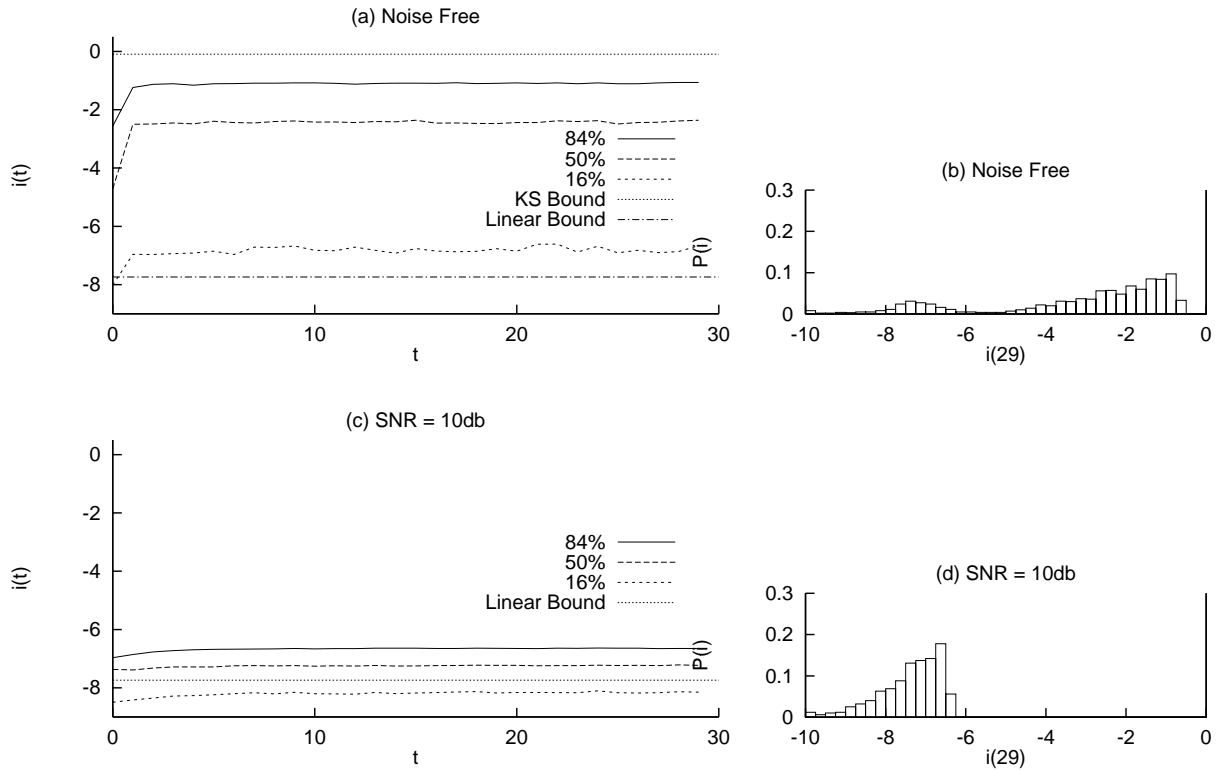 (a) Noise Free
0
-2
-4
-6
-8
i(t)
84%
50%
16%
KS Bound
Linear Bound
0
10
20
30
t
(b) Noise Free
0.3
0.2
0.1
0
P(i)
-10
-8
-6
-4
-2
0
i(29)
(c) SNR = 10db
0
-2
-4
-6
-8
i(t)
84%
50%
16%
Linear Bound
0
10
20
30
t
(d) SNR = 10db
0.3
0.2
0.1
0
P(i)
-10
-8
-6
-4
-2
0
i(29)